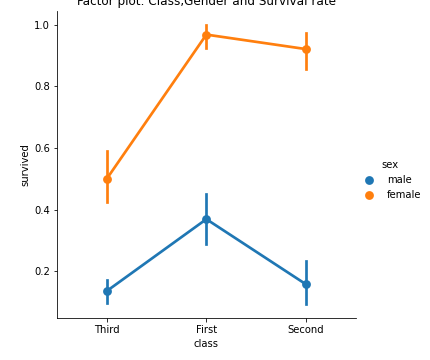 Factor plot: Class,Gender and Survival rate
1.0
0.8
0.6
0.4
0.2
survived
Third
First
Second
class
sex
male
female